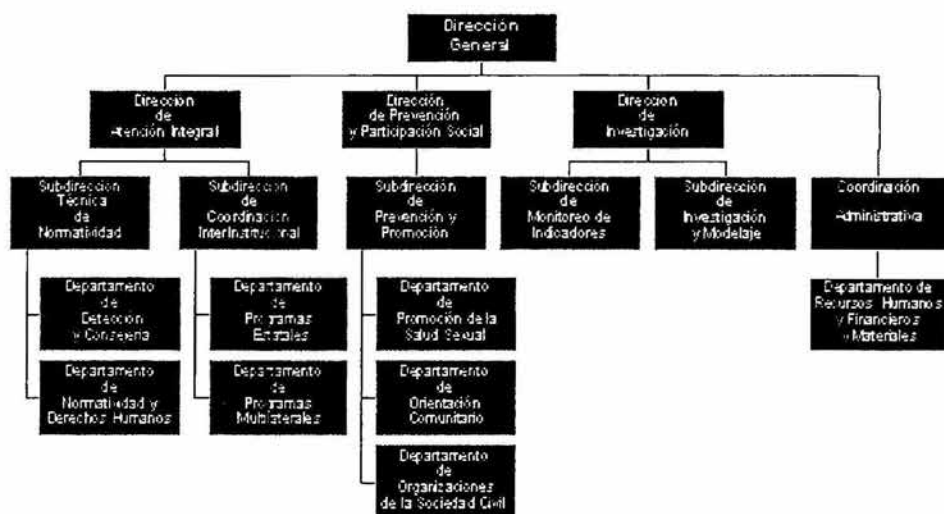 Dirección
General
Dirección
de
Atención Integral
Dirección
de Prevención
y Participación Social
Dirección
de
Investigación
Subdirección
Técnica
de
Normatividad
Subdirección
de
Coordinación
InterInstitucional
Subdirección
de
Prevención y
Promoción
Subdirección
de
Monitoreo de
Indicadores
Subdirección
de
Investigación
y Modelaje
Coordinación
Administrativa
Departamento
de
Detección
y Consejería
Departamento
de
Programas
Estatales
Departamento
de
Promoción de la
Salud Sexual
Departamento de
Recursos Humanos
y Financieros
y Materiales
Departamento
de
Normatividad y
Derechos Humanos
Departamento
de
Programas
Multilaterales
Departamento
de
Orientación
Comunitario
Departamento
de
Organizaciones
de la Sociedad Civil